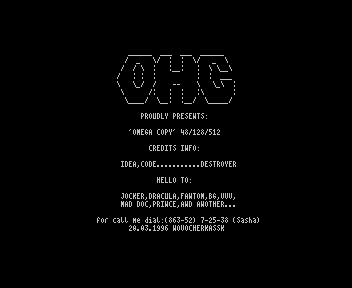 OHG
PROUDLY PRESENTS:
'OMEGA COPY' 48/128/512
CREDITS INFO:
IDEA,CODE...........DESTROYER
HELLO TO:
JOCKER,DRACULA,FANTOM,BG,UUU,
MAD DOC,PRINCE,AND ANOTHER...
For call me dial:(863-52) 7-25-38 (Sasha)
20.03.1996 NOVOCHERKASSK